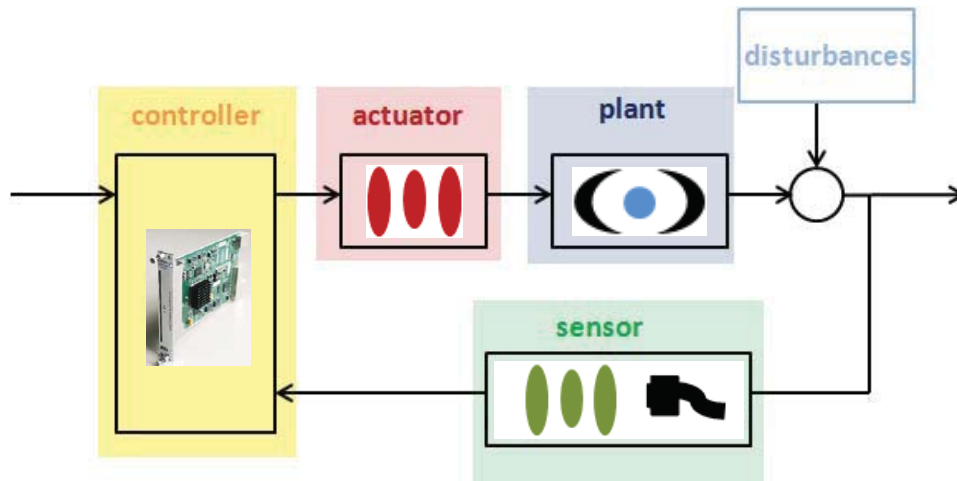 disturbances
controller
actuator
plant
sensor